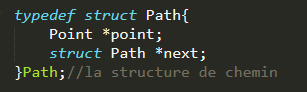 typedef struct Path{
    Point *point;
    struct Path *next;
}Path;//la structure de chemin